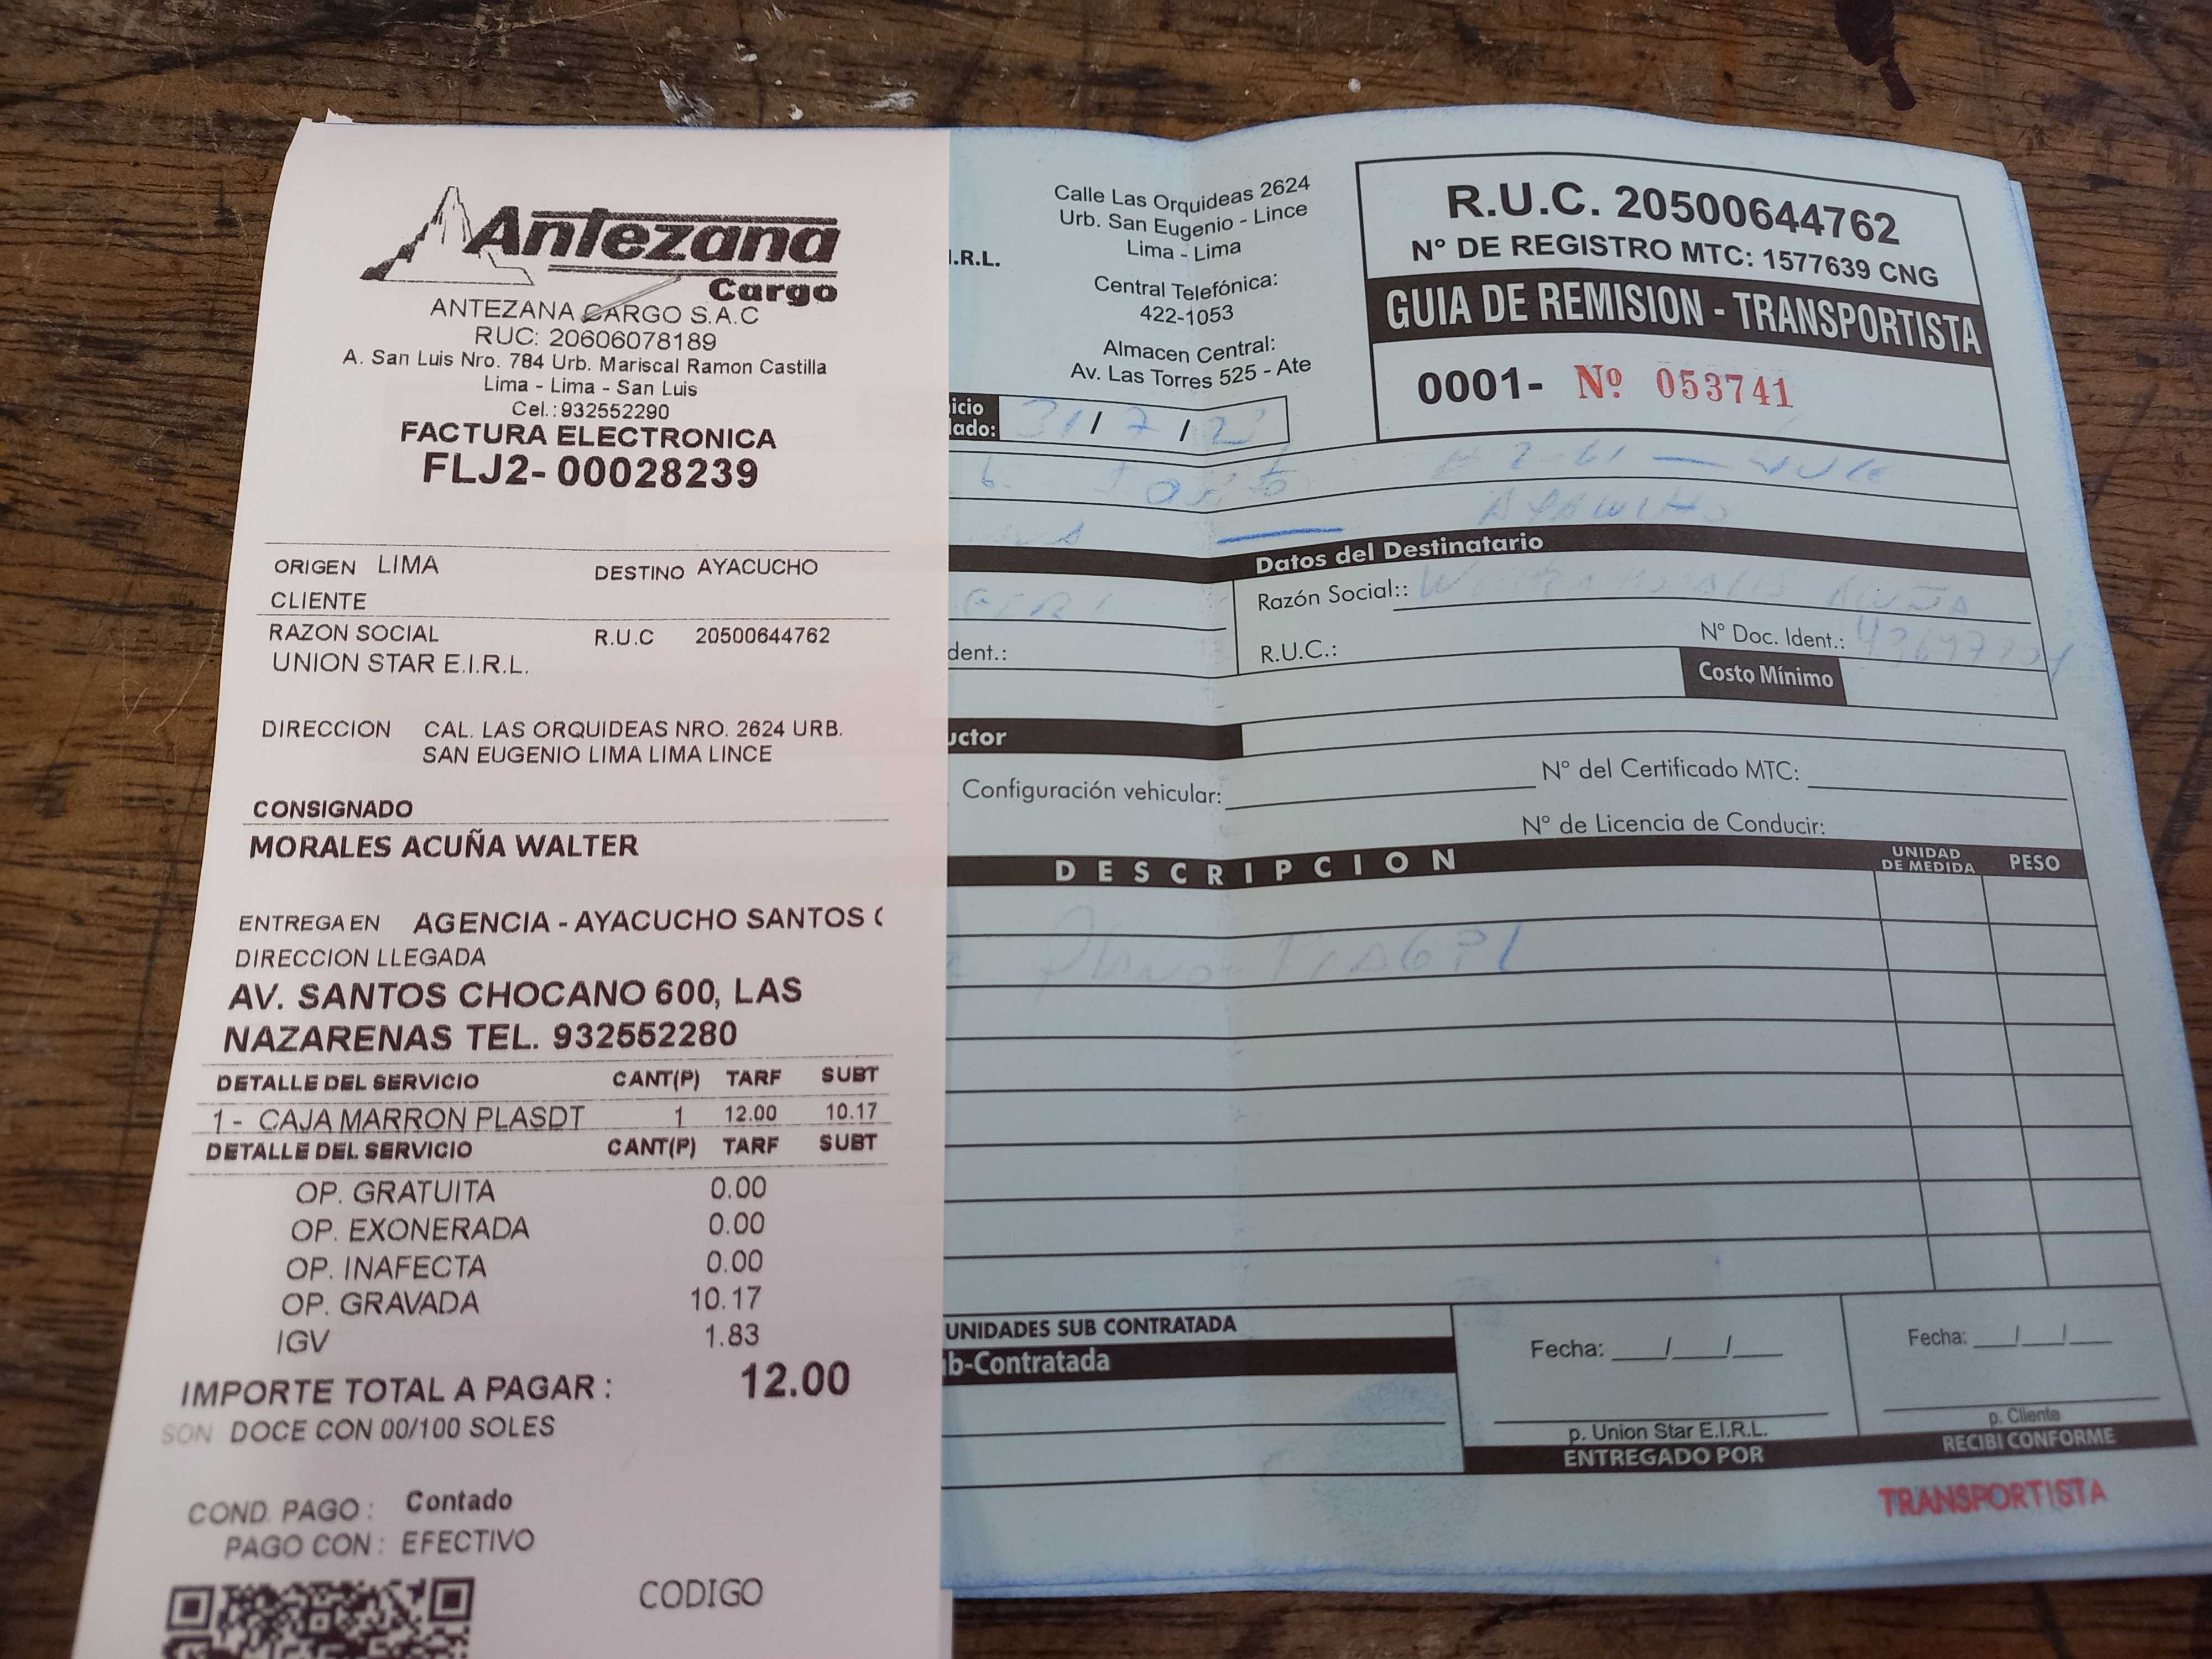 Antezana
Cargo
ANTEZANA CARGO S.A.C
RUC: 20606078189
A. San Luis Nro. 784 Urb. Mariscal Ramon Castilla
Lima - Lima - San Luis
Cel.:932552290
FACTURA ELECTRONICA
FLJ2- 00028239
ORIGEN LIMA DESTINO AYACUCHO
CLIENTE
RAZON SOCIAL R.U.C 20500644762
UNION STAR E.I.R.L.
DIRECCION CAL. LAS ORQUIDEAS NRO. 2624 URB.
SAN EUGENIO LIMA LIMA LINCE
CONSIGNADO
MORALES ACUÑA WALTER
ENTREGA EN AGENCIA - AYACUCHO SANTOS
DIRECCION LLEGADA
AV. SANTOS CHOCANO 600, LAS
NAZARENAS TEL. 932552280
DETALLE DEL SERVICIO CANT(P) TARF SUBT
1 - CAJA MARRON PLASDT 1 12.00 10.17
DETALLE DEL SERVICIO CANT(P) TARF SUBT
OP. GRATUITA 0.00
OP. EXONERADA 0.00
OP. INAFECTA 0.00
OP. GRAVADA 10.17
IGV 1.83
IMPORTE TOTAL A PAGAR : 12.00
SON DOCE CON 00/100 SOLES
COND. PAGO : Contado
PAGO CON : EFECTIVO
CODIGO
I.R.L.
Calle Las Orquideas 2624
Urb. San Eugenio - Lince
Lima - Lima
Central Telefónica:
422-1053
Almacen Central:
Av. Las Torres 525 - Ate
R.U.C. 20500644762
N° DE REGISTRO MTC: 1577639 CNG
GUIA DE REMISION - TRANSPORTISTA
0001- Nº 053741
icio
lado: 31 / 7 / 23
Datos del Destinatario
Razón Social::
dent.: R.U.C.: N° Doc. Ident.:
Costo Mínimo
uctor
Configuración vehicular: N° del Certificado MTC:
N° de Licencia de Conducir:
DESCRIPCION UNIDAD DE MEDIDA PESO
UNIDADES SUB CONTRATADA
b-Contratada
Fecha: / / Fecha: / /
p. Union Star E.I.R.L. p. Cliente
ENTREGADO POR RECIBI CONFORME
TRANSPORTISTA